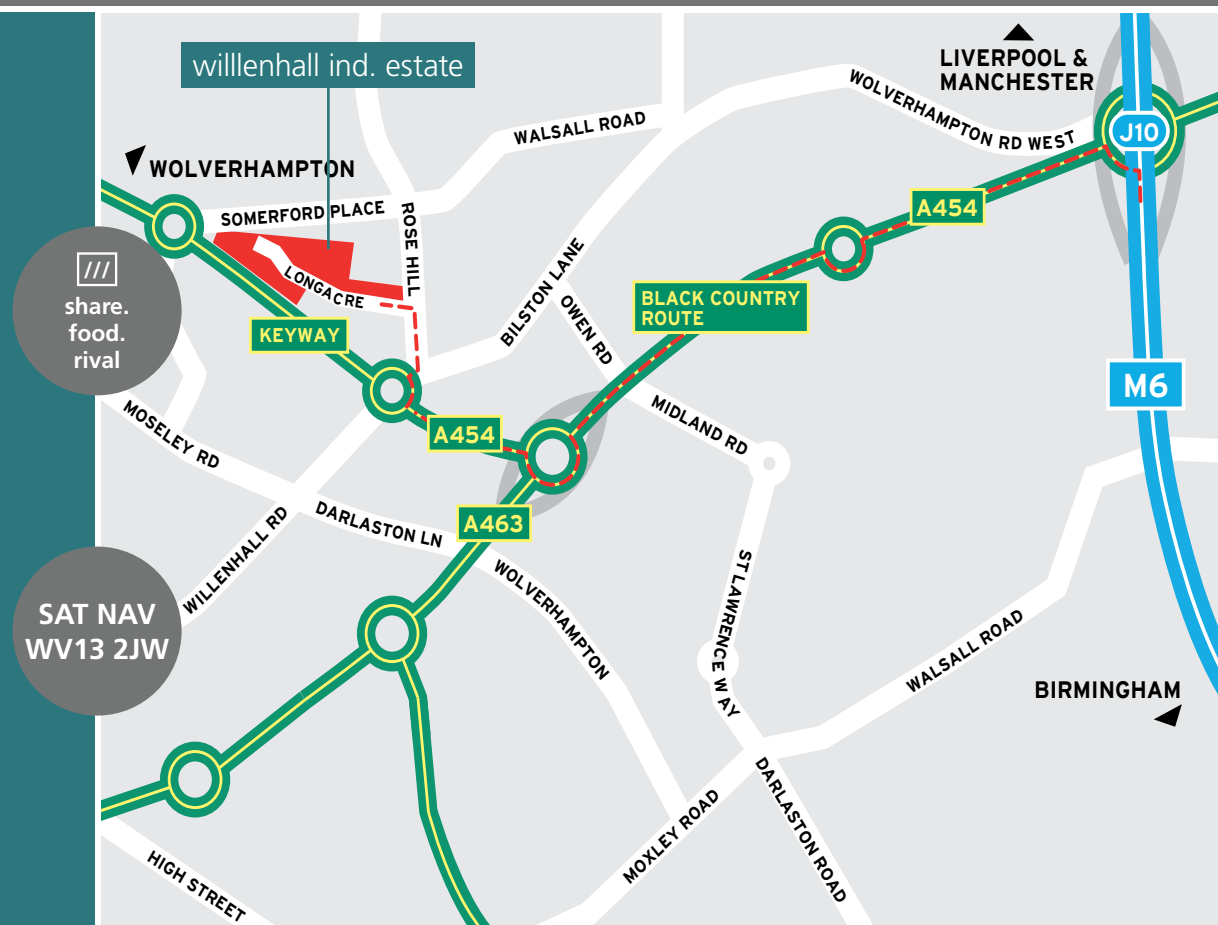 willlenhall ind. estate
LIVERPOOL &
MANCHESTER
WOLVERHAMPTON RD WEST
J10
WALSALL ROAD
WOLVERHAMPTON
SOMERFORD PLACE
ROSE HILL
A454
///
share.
food.
rival
LONGACRE
KEYWAY
BILSTON LANE
OWEN RD
BLACK COUNTRY
ROUTE
M6
MOSELEY RD
A454
MIDLAND RD
A463
DARLASTON LN
WILLENHALL RD
WOLVERHAMPTON
ST LAWRENCE WAY
SAT NAV
WV13 2JW
WALSALL ROAD
BIRMINGHAM
DARLASTON ROAD
MOXLEY ROAD
HIGH STREET